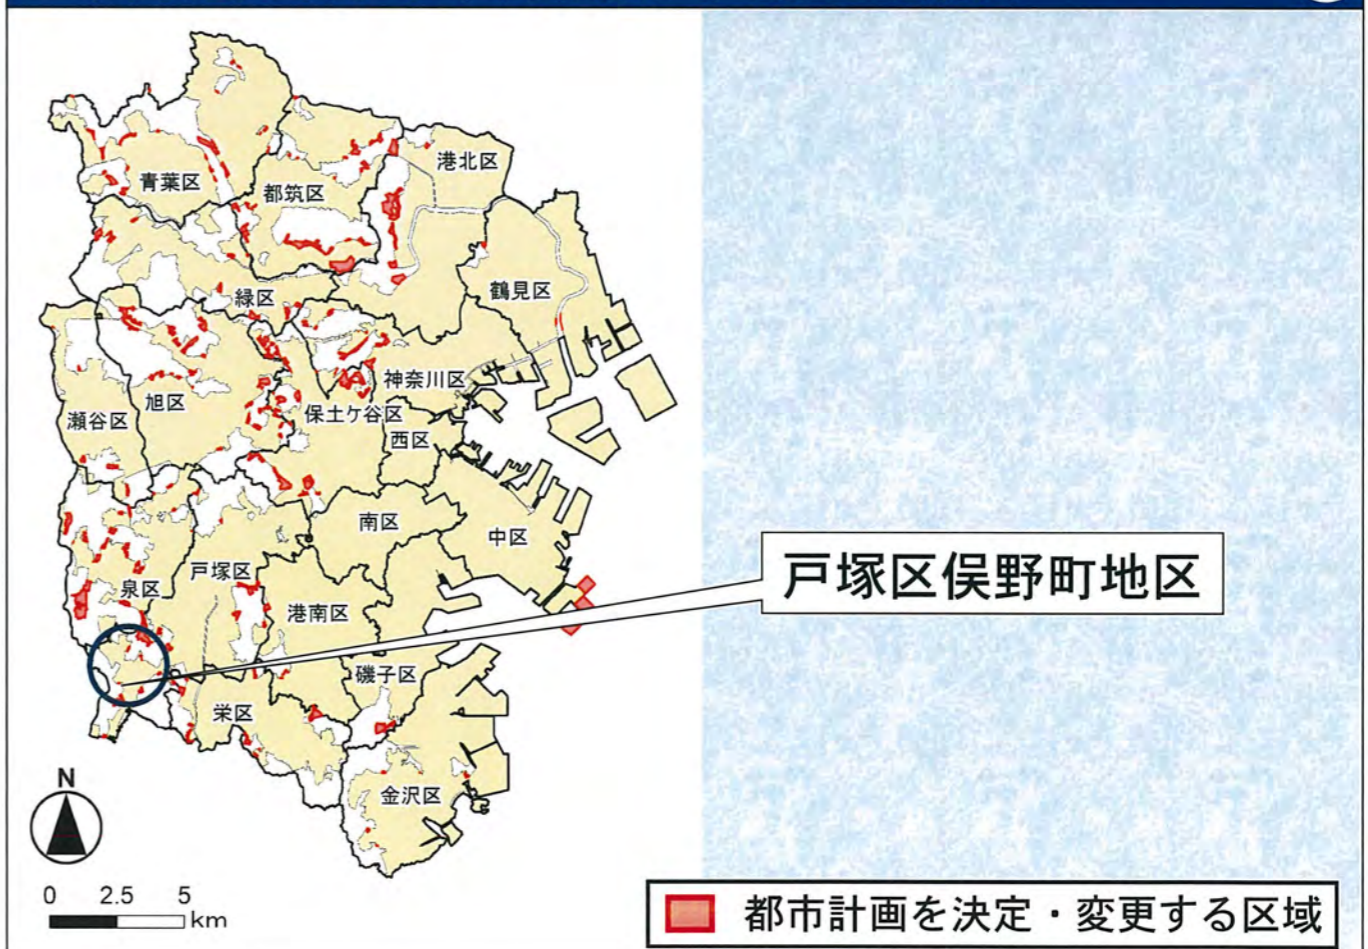 港北区
青葉区
都筑区
鶴見区
緑区
神奈川区
旭区
保土ケ谷区
瀬谷区
西区
南区
中区
戸塚区俣野町地区
戸塚区
泉区
港南区
磯子区
栄区
金沢区
N
0 2.5 5
km
都市計画を決定・変更する区域